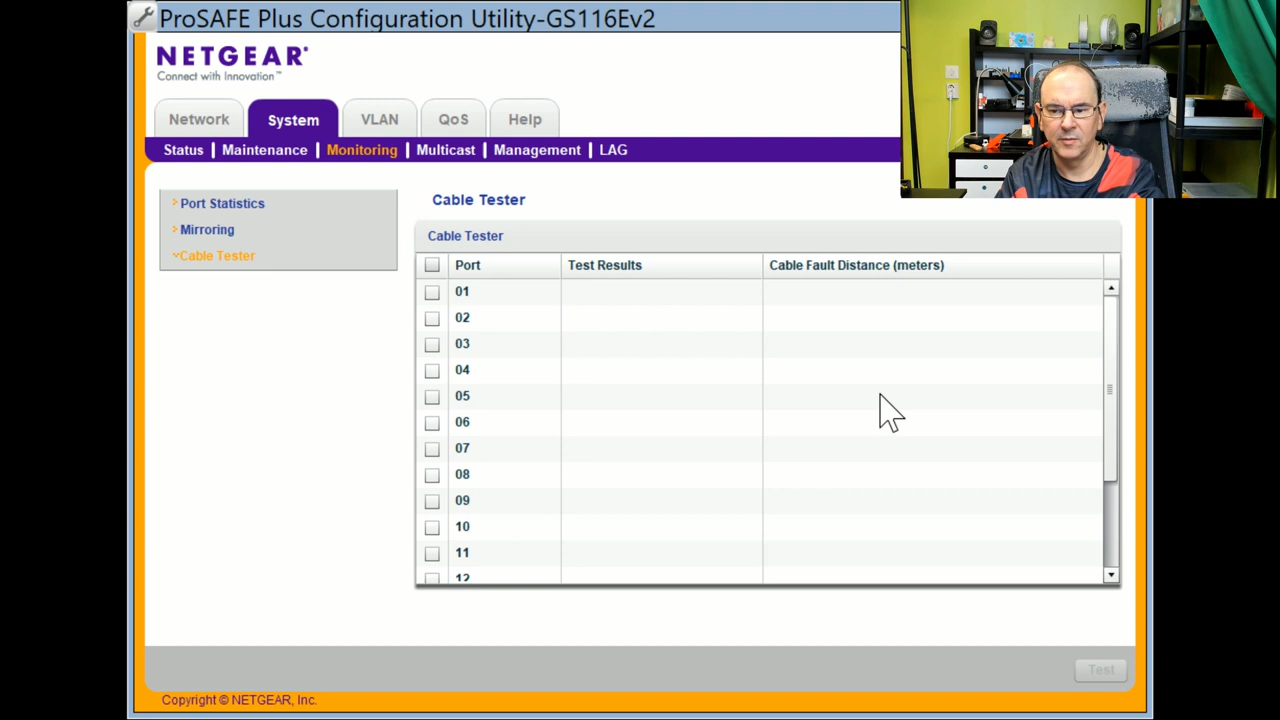 ProSAFE Plus Configuration Utility-GS116Ev2
NETGEAR®
Connect with Innovation™
Network System VLAN QoS Help
Status | Maintenance | Monitoring | Multicast | Management | LAG
Port Statistics
Mirroring
Cable Tester
Cable Tester
Cable Tester
Port Test Results Cable Fault Distance (meters)
01
02
03
04
05
06
07
08
09
10
11
12
Test
Copyright © NETGEAR, Inc.